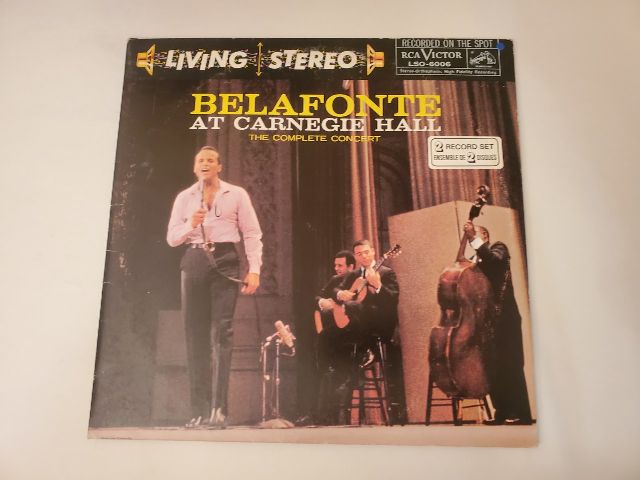 LIVING STEREO
RECORDED ON THE SPOT
RCA VICTOR
LSO-6006
Stereo-Orthophonic High Fidelity Recording
BELAFONTE
AT CARNEGIE HALL
THE COMPLETE CONCERT
2 RECORD SET
ENSEMBLE DE 2 DISQUES